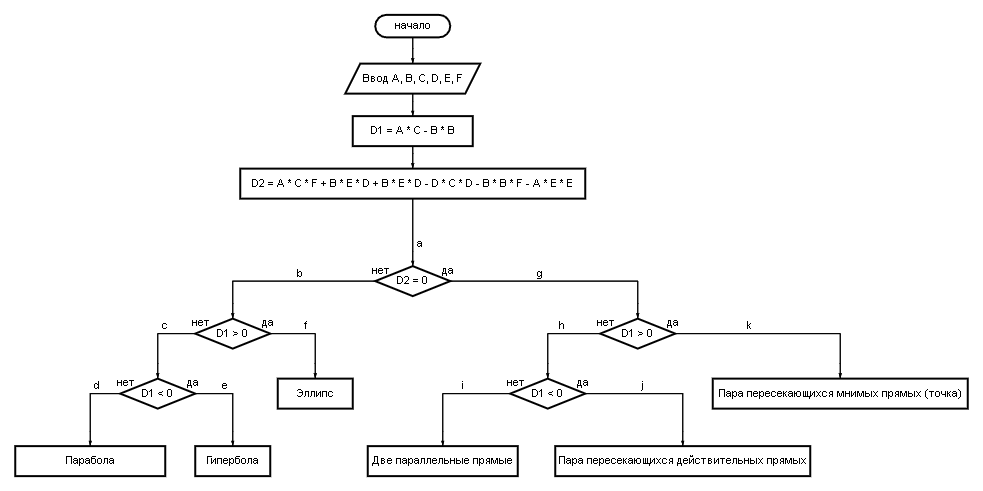 начало
Ввод A, B, C, D, E, F
D1 = A * C - B * B
D2 = A * C * F + B * E * D + B * E * D - D * C * D - B * B * F - A * E * E
a
b нет D2 = 0 да g
c нет D1 > 0 да f
h нет D1 > 0 да k
d нет D1 < 0 да e
Эллипс
i нет D1 < 0 да j
Пара пересекающихся мнимых прямых (точка)
Парабола
Гипербола
Две параллельные прямые
Пара пересекающихся действительных прямых